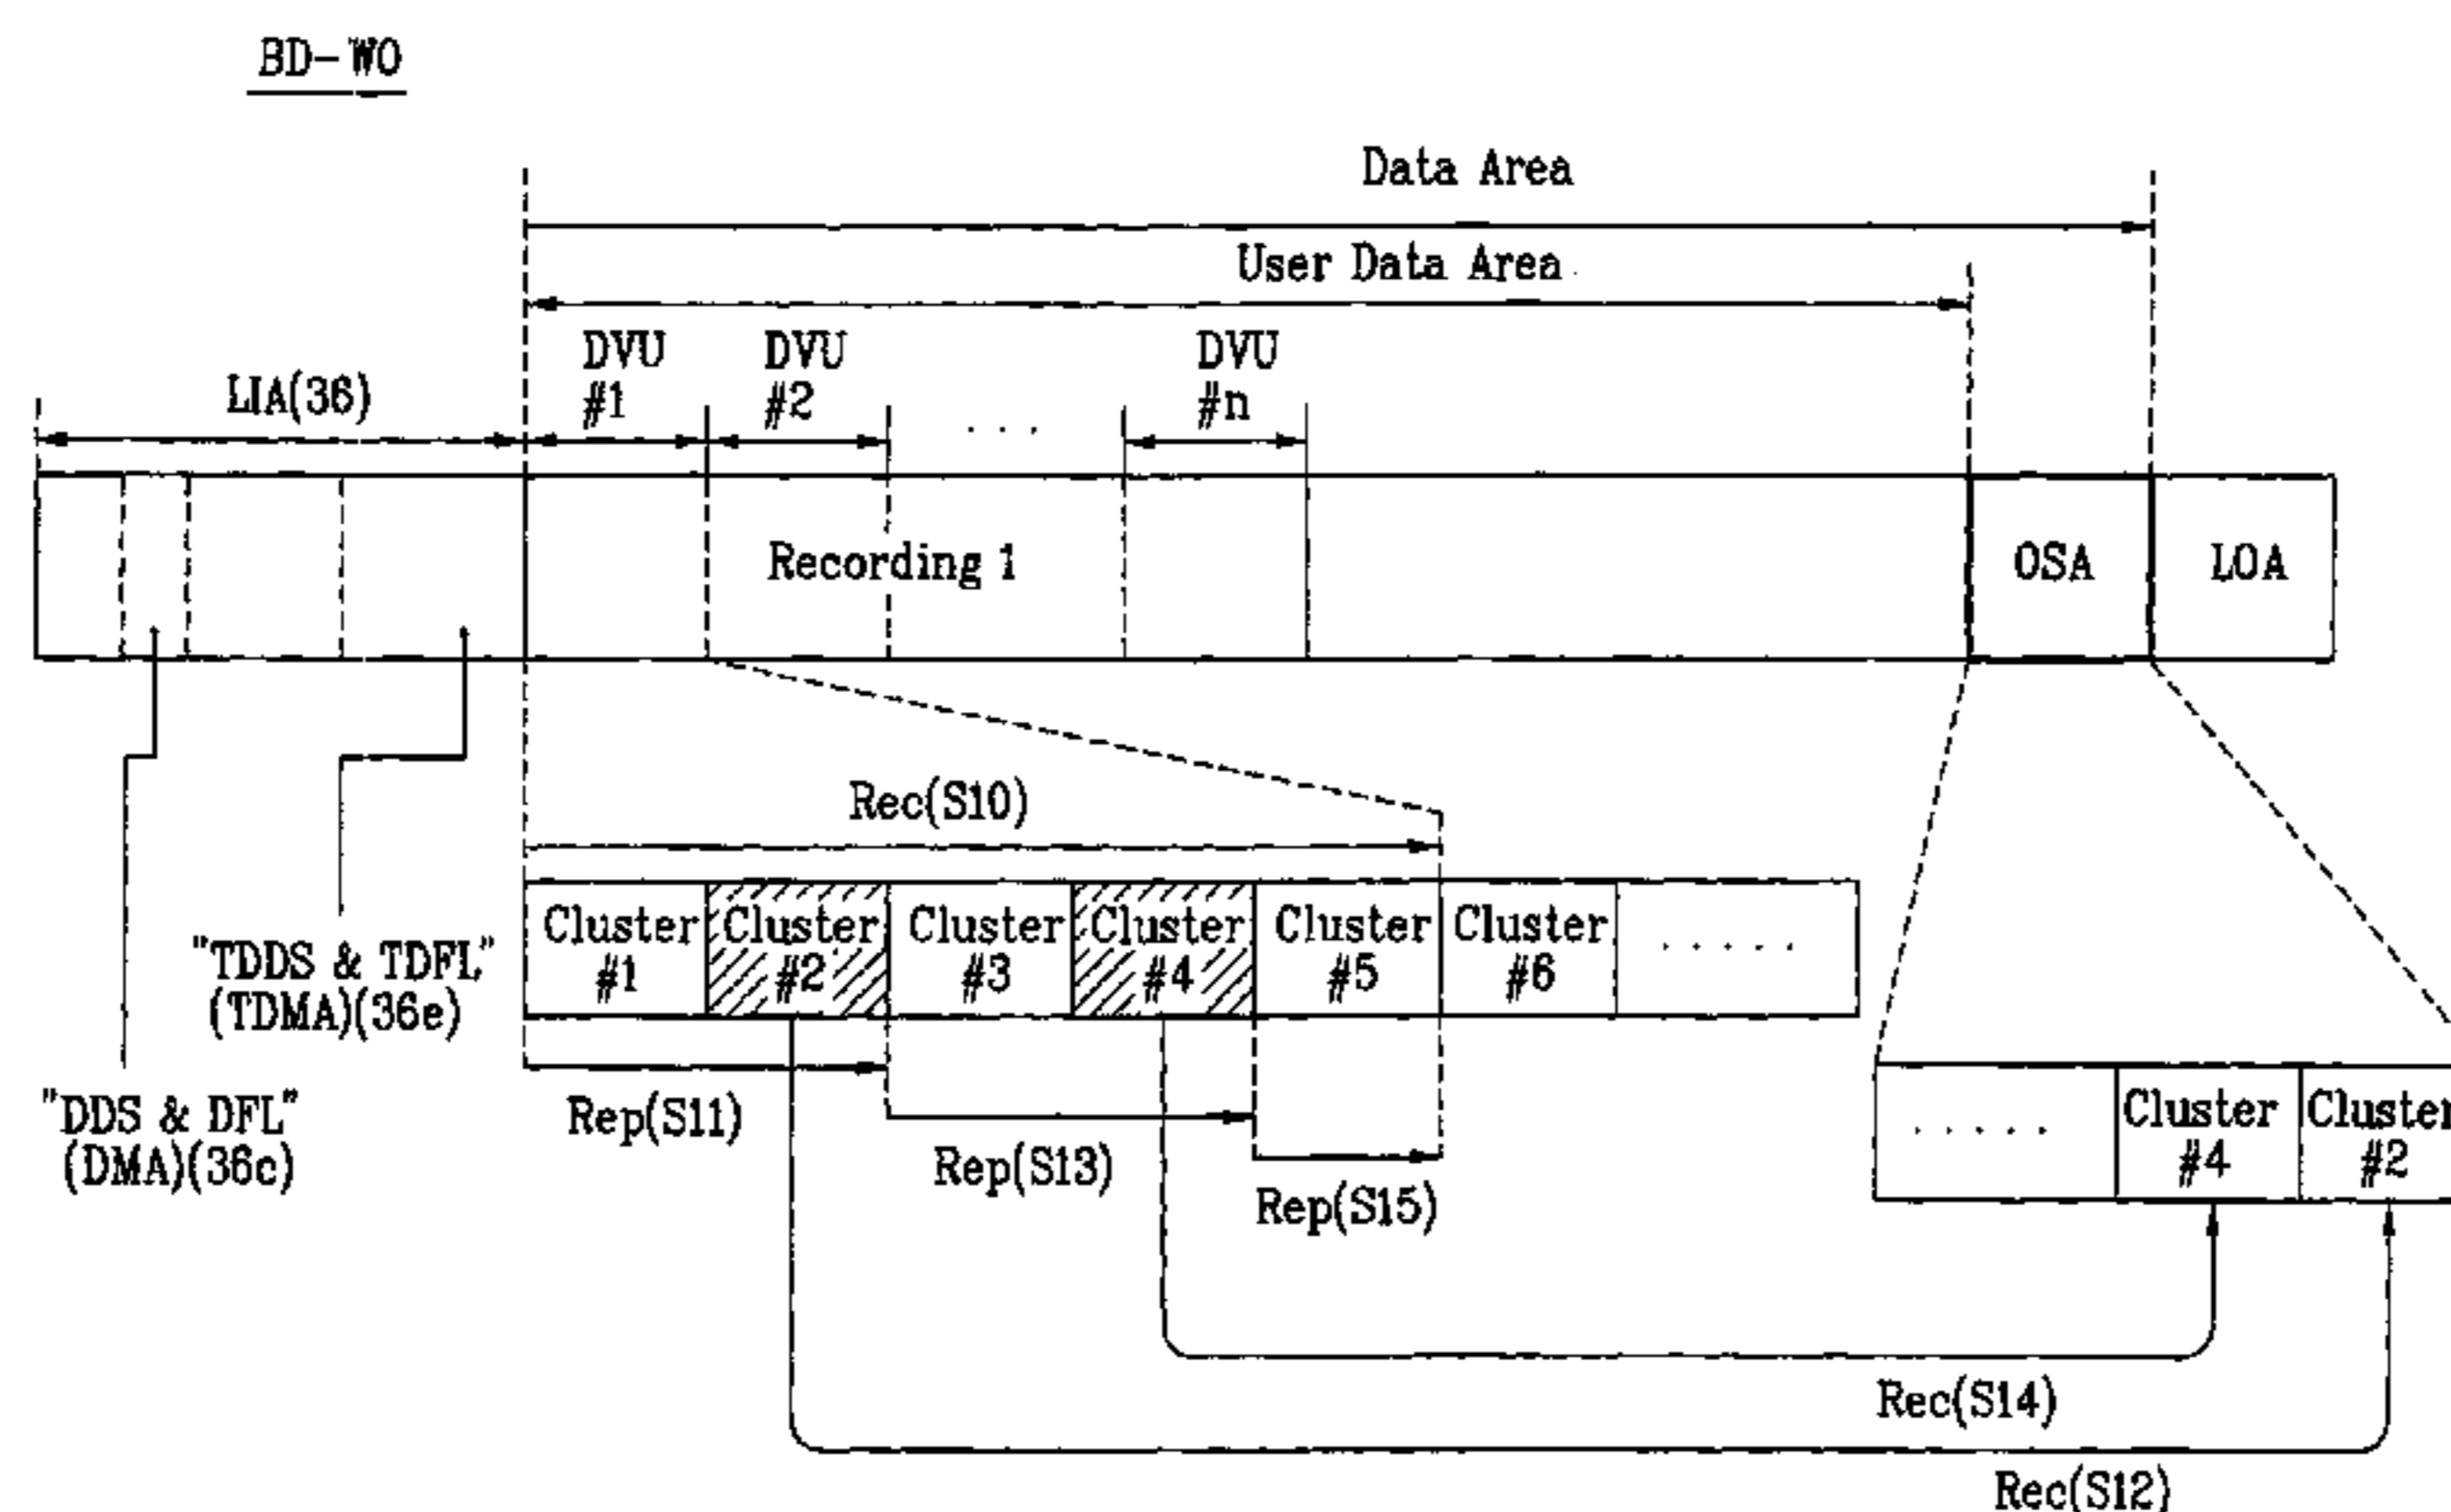 BD-WO
Data Area
User Data Area
DVU
#1
DVU
#2
. . .
DVU
#n
LIA(36)
Recording 1
OSA
LOA
Rec(S10)
Cluster
#1
Cluster
#2
Cluster
#3
Cluster
#4
Cluster
#5
Cluster
#6
. . . . .
"TDDS & TDFL"
(TDMA)(36e)
"DDS & DFL"
(DMA)(36c)
Rep(S11)
Rep(S13)
Rep(S15)
. . . . .
Cluster
#4
Cluster
#2
Rec(S14)
Rec(S12)